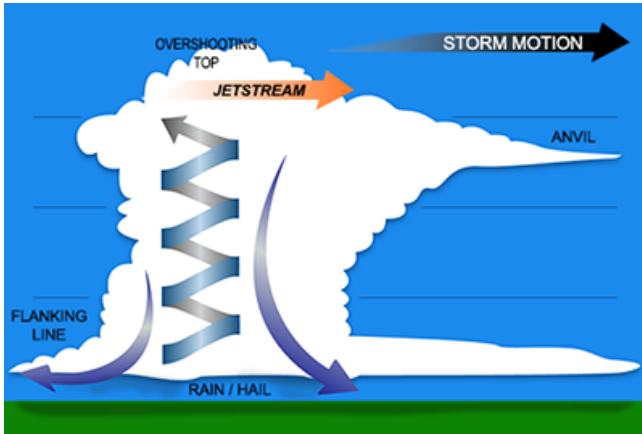 OVERSHOOTING
TOP
STORM MOTION
JETSTREAM
ANVIL
FLANKING
LINE
RAIN / HAIL